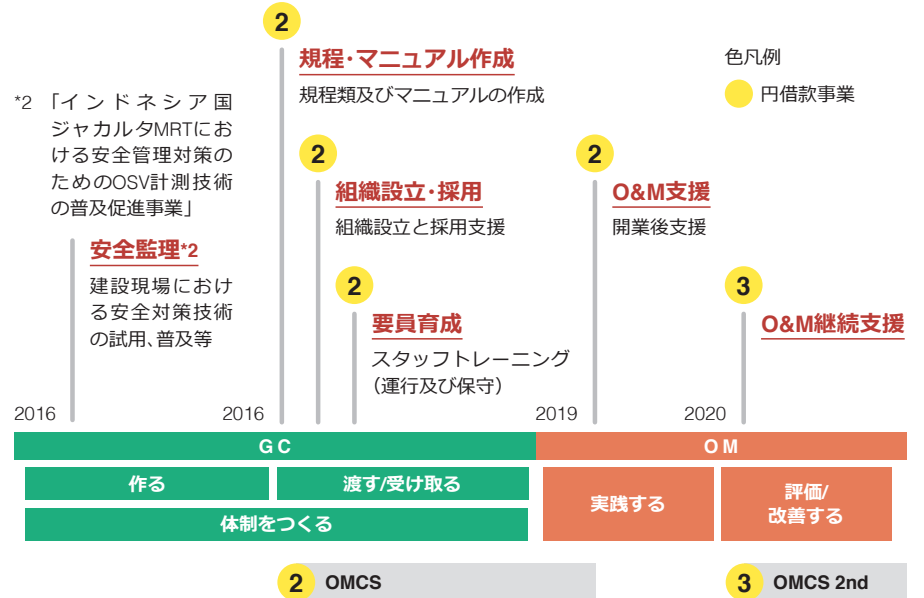 2
規程・マニュアル作成
規程類及びマニュアルの作成
色凡例
円借款事業
*2 「インドネシア国
ジャカルタMRTにお
ける安全管理対策の
ためのOSV計測技術
の普及促進事業」
2
組織設立・採用
組織設立と採用支援
2
O&M支援
開業後支援
安全監理*2
建設現場におけ
る安全対策技術
の試用、普及等
2
要員育成
スタッフトレーニング
（運行及び保守）
3
O&M継続支援
2016
2016
2019
2020
GC
OM
作る
渡す/受け取る
体制をつくる
実践する
評価/
改善する
2 OMCS
3 OMCS 2nd